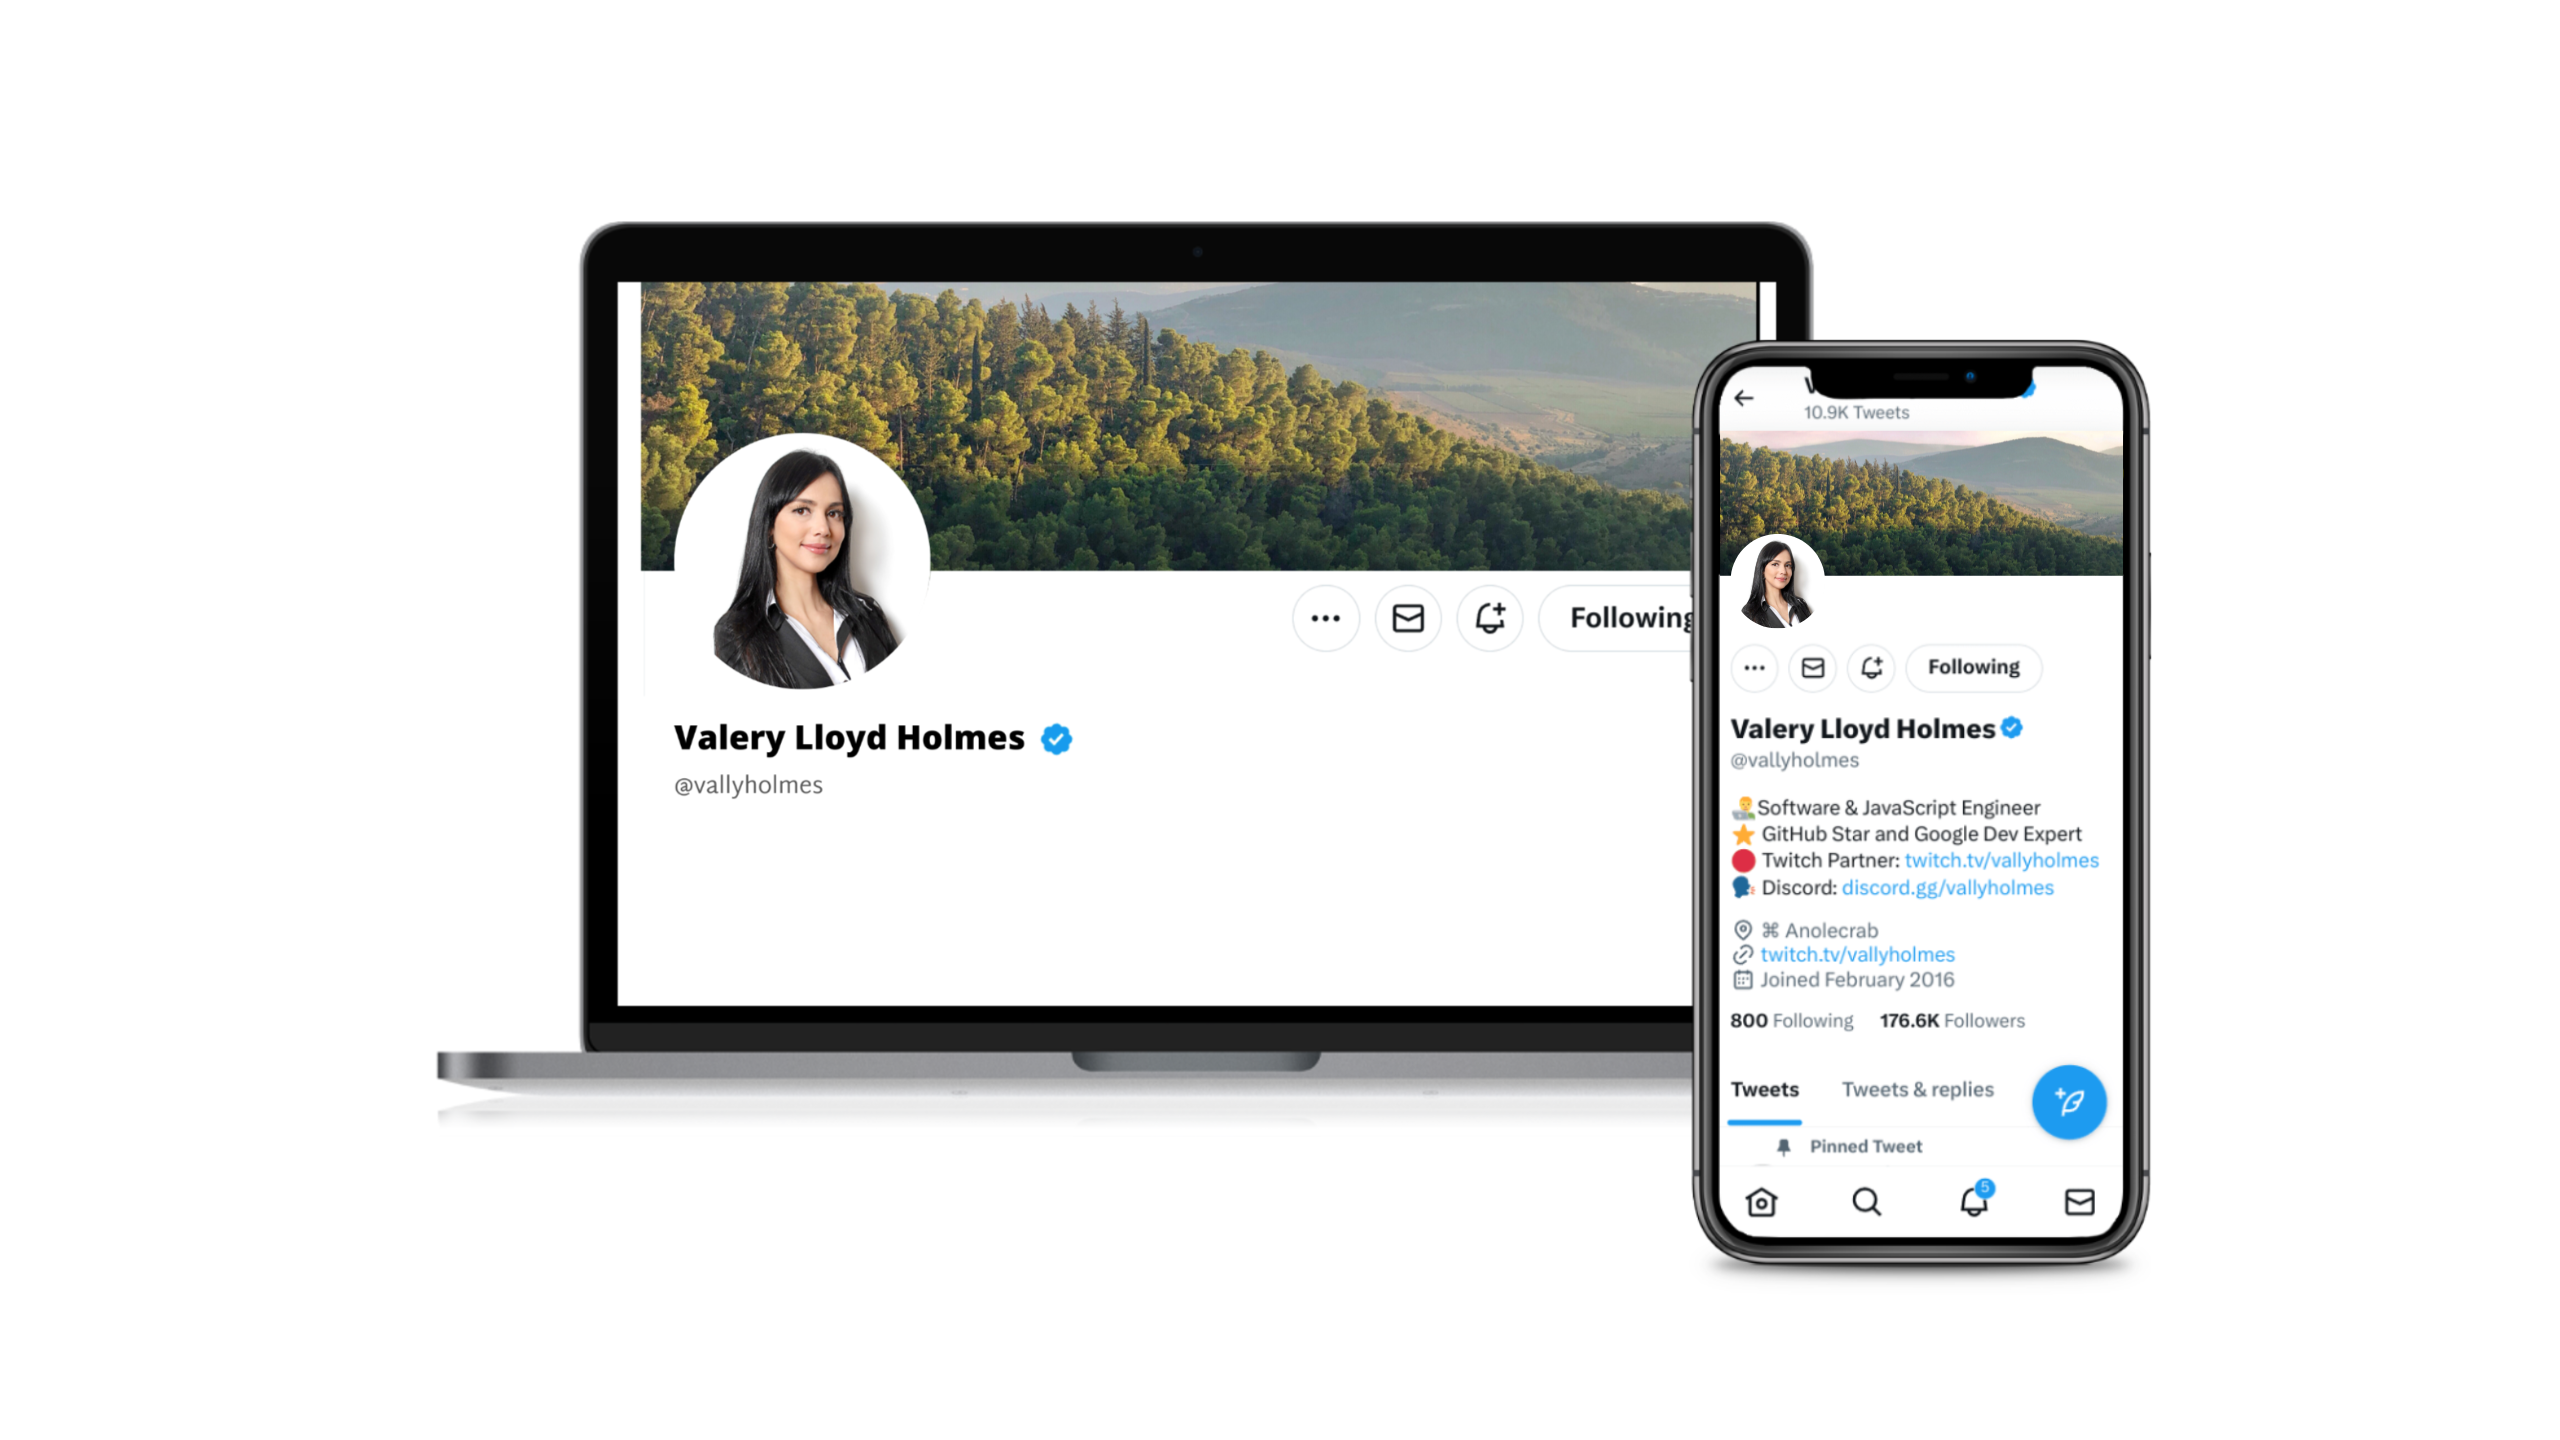 Following
Valery Lloyd Holmes
@vallyholmes
10.9K Tweets
Following
Valery Lloyd Holmes
@vallyholmes
Software & JavaScript Engineer
GitHub Star and Google Dev Expert
Twitch Partner: twitch.tv/vallyholmes
Discord: discord.gg/vallyholmes
⌘ Anolecrab
twitch.tv/vallyholmes
Joined February 2016
800 Following 176.6K Followers
Tweets Tweets & replies
Pinned Tweet
5